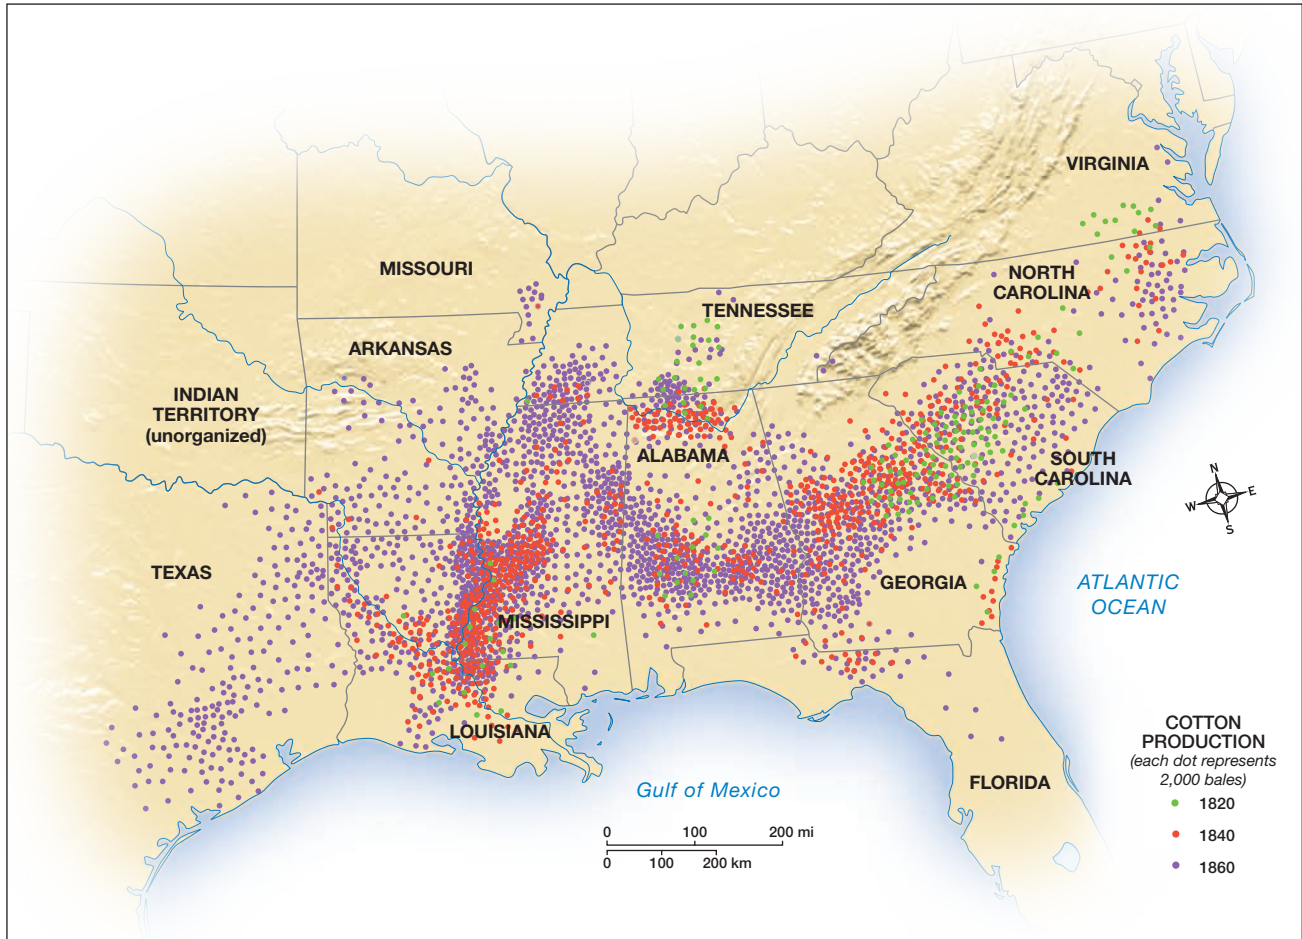 VIRGINIA
MISSOURI
NORTH
CAROLINA
TENNESSEE
ARKANSAS
INDIAN
TERRITORY
(unorganized)
ALABAMA
SOUTH
CAROLINA
N
W
E
S
TEXAS
GEORGIA
ATLANTIC
OCEAN
MISSISSIPPI
LOUISIANA
FLORIDA
Gulf of Mexico
0 100 200 mi
0 100 200 km
COTTON
PRODUCTION
(each dot represents
2,000 bales)
1820
1840
1860